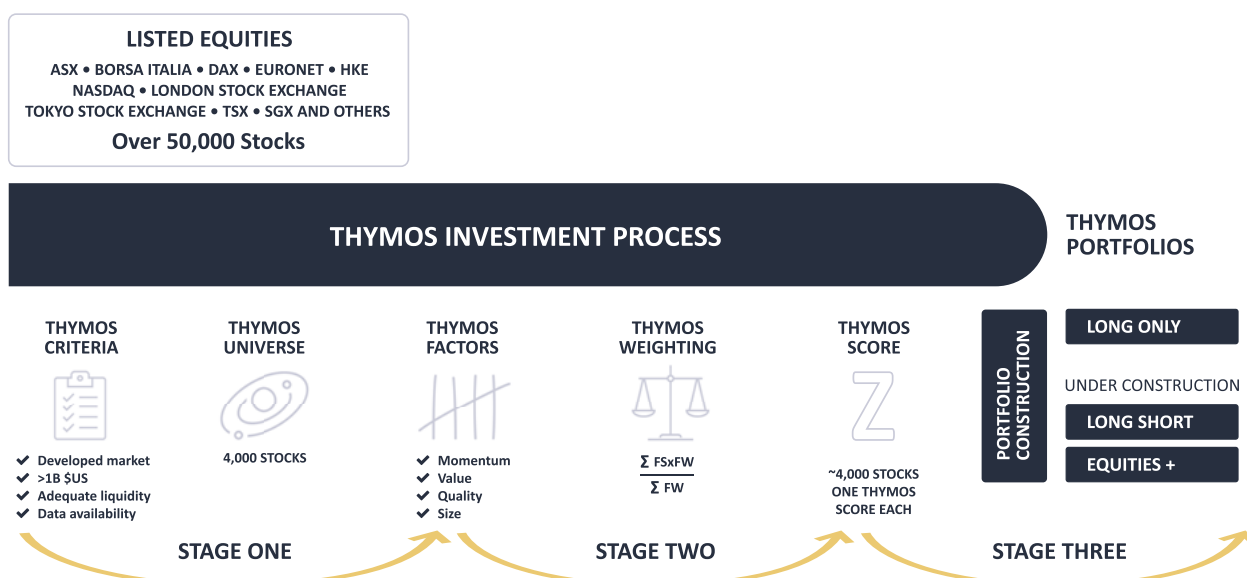 LISTED EQUITIES
ASX • BORSA ITALIA • DAX • EURONET • HKE
NASDAQ • LONDON STOCK EXCHANGE
TOKYO STOCK EXCHANGE • TSX • SGX AND OTHERS
Over 50,000 Stocks
THYMOS INVESTMENT PROCESS
THYMOS
PORTFOLIOS
THYMOS
CRITERIA
✔ Developed market
✔ >1B $US
✔ Adequate liquidity
✔ Data availability
THYMOS
UNIVERSE
4,000 STOCKS
THYMOS
FACTORS
✔ Momentum
✔ Value
✔ Quality
✔ Size
THYMOS
WEIGHTING
Σ FSxFW
Σ FW
THYMOS
SCORE
Z
~4,000 STOCKS
ONE THYMOS
SCORE EACH
PORTFOLIO
CONSTRUCTION
LONG ONLY
UNDER CONSTRUCTION
LONG SHORT
EQUITIES +
STAGE ONE
STAGE TWO
STAGE THREE